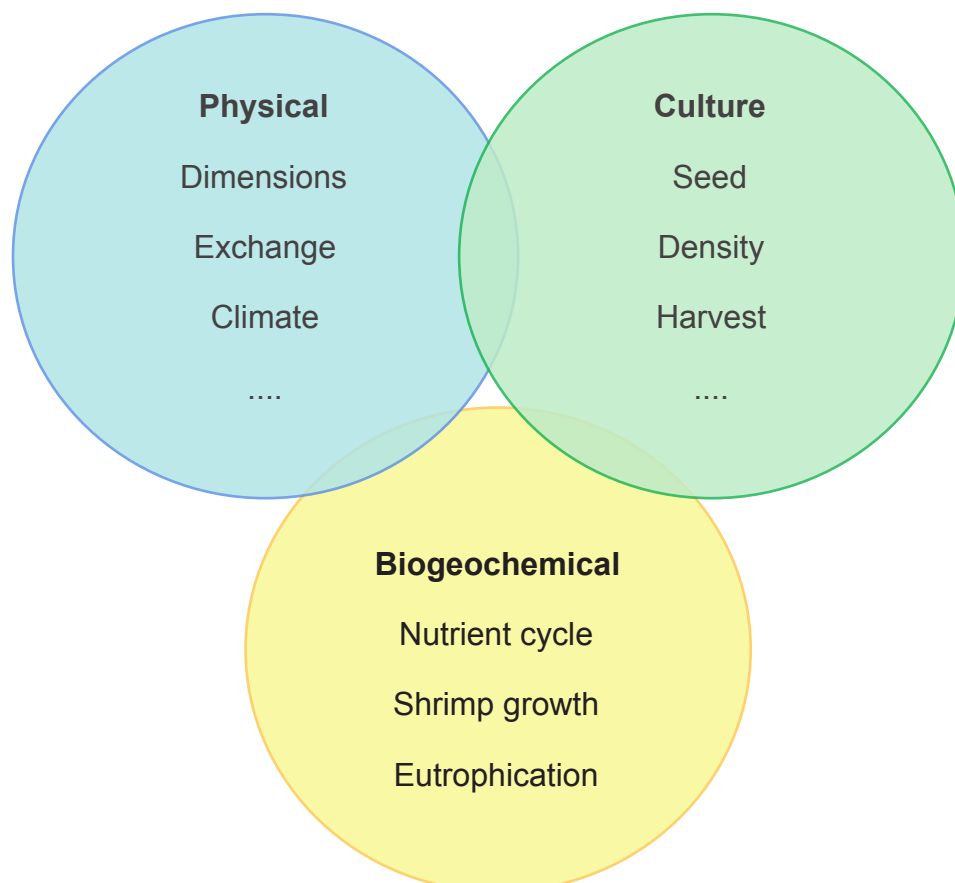 Physical
Dimensions
Exchange
Climate
....
Culture
Seed
Density
Harvest
....
Biogeochemical
Nutrient cycle
Shrimp growth
Eutrophication